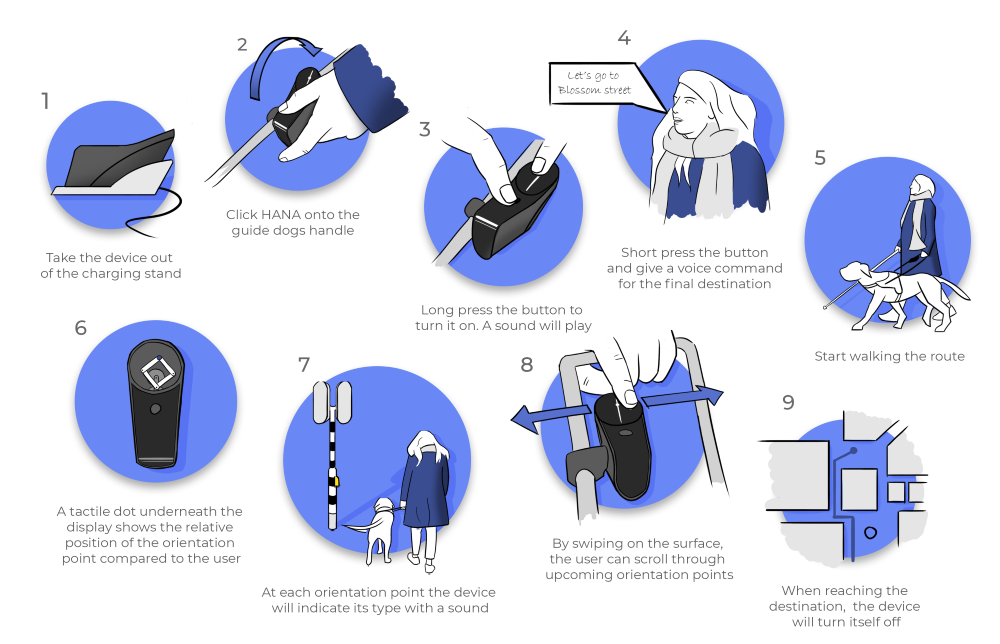 1
Take the device out
of the charging stand
2
Click HANA onto the
guide dogs handle
3
Long press the button to
turn it on. A sound will play
4
Let's go to
Blossom street
Short press the button
and give a voice command
for the final destination
5
Start walking the route
6
A tactile dot underneath the
display shows the relative
position of the orientation
point compared to the user
7
At each orientation point the device
will indicate its type with a sound
8
By swiping on the surface,
the user can scroll through
upcoming orientation points
9
When reaching the
destination, the device
will turn itself off